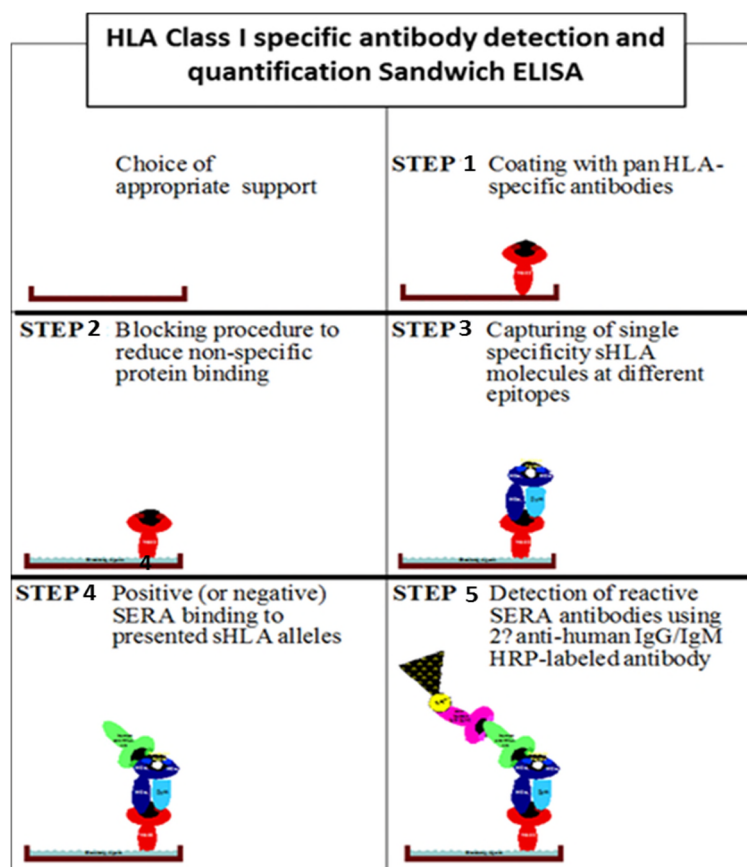 HLA Class I specific antibody detection and
quantification Sandwich ELISA
Choice of
appropriate support
STEP 1 Coating with pan HLA-
specific antibodies
STEP 2 Blocking procedure to
reduce non-specific
protein binding
4
STEP 3 Capturing of single
specificity sHLA
molecules at different
epitopes
STEP 4 Positive (or negative)
SERA binding to
presented sHLA alleles
STEP 5 Detection of reactive
SERA antibodies using
2? anti-human IgG/IgM
HRP-labeled antibody